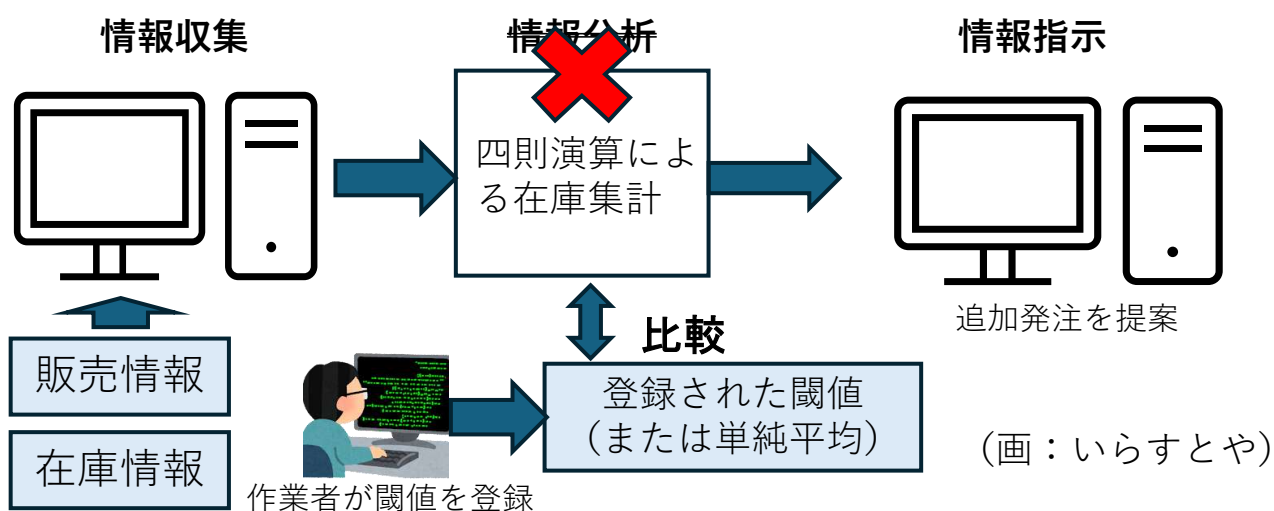 情報収集
情報分析
情報指示
四則演算によ
る在庫集計
追加発注を提案
比較
販売情報
在庫情報
登録された閾値
（または単純平均）
作業者が閾値を登録
（画：いらすとや）